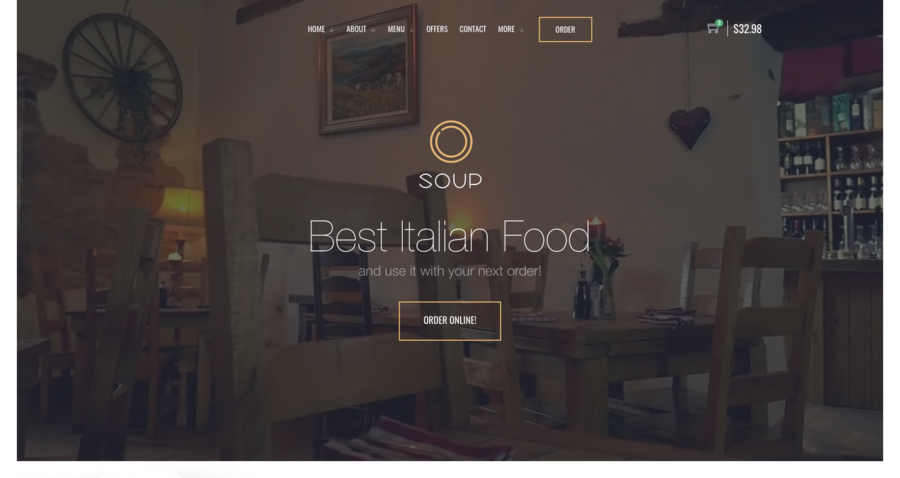 HOME ABOUT MENU OFFERS CONTACT MORE ORDER 2 $32.98
SOUP
Best Italian Food
and use it with your next order!
ORDER ONLINE!